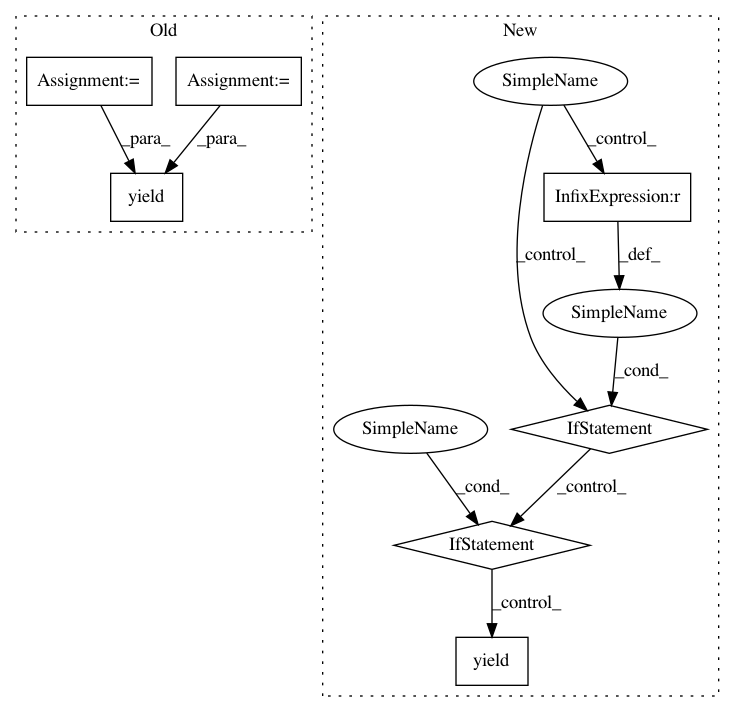 Old
New
Assignment:=
Assignment:=
SimpleName
_para_
_para_
_control_
yield
InfixExpression:r
_control_
_def_
SimpleName
_cond_
SimpleName
IfStatement
_cond_
_control_
IfStatement
_control_
yield